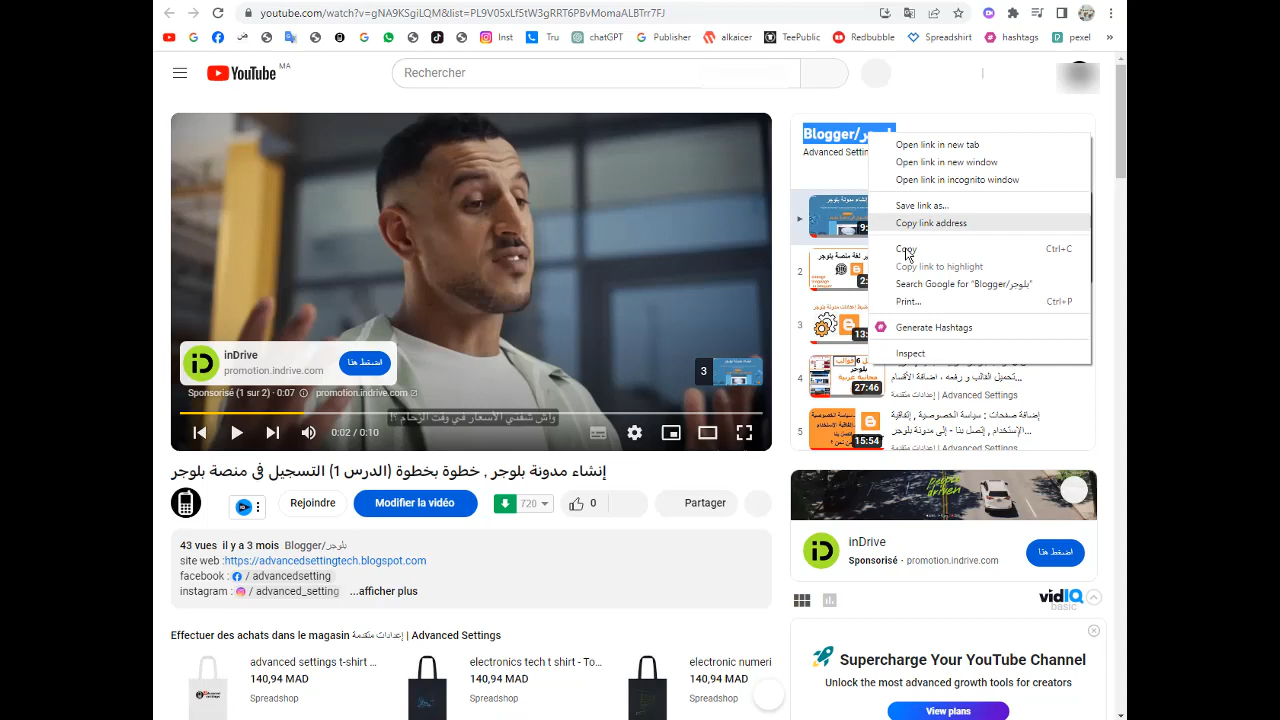 youtube.com/watch?v=gNA9KSgiLQM&list=PL9V05xLf5tW3gRRT6PBvMomaALBTrr7FJ
Inst
Tru
chatGPT
Publisher
alkaicer
TeePublic
Redbubble
Spreadshirt
hashtags
pexel
»
YouTube MA
Rechercher
Blogger/بلوجر
Advanced Settin
Open link in new tab
Open link in new window
Open link in incognito window
Save link as...
Copy link address
Copy Ctrl+C
Copy link to highlight
Search Google for "Blogger/بلوجر"
Print... Ctrl+P
Generate Hashtags
Inspect
2
3
4
27:46
تحميل القالب و رفعه ، اضافة الأقسام...
إعدادات متقدمة | Advanced Settings
5
15:54
إضافة صفحات : سياسة الخصوصية , إتفاقية
الإستخدام , إتصل بنا - إلى مدونة بلوجر...
إعدادات متقدمة | Advanced Settings
inDrive
promotion.indrive.com
اضغط هنا
Sponsorisé (1 sur 2) · 0:07
promotion.indrive.com
3
واش شفتي الأسعار في وقت الزحام ؟!
0:02 / 0:10
إنشاء مدونة بلوجر , خطوة بخطوة (الدرس 1) التسجيل في منصة بلوجر
Rejoindre
Modifier la vidéo
720
0
Partager
43 vues il y a 3 mois Blogger/بلوجر
site web :https://advancedsettingtech.blogspot.com
facebook : / advancedsetting
instagram : / advanced_setting ...afficher plus
people
driven
inDrive
Sponsorisé · promotion.indrive.com
اضغط هنا
vidIQ
basic
Effectuer des achats dans le magasin إعدادات متقدمة | Advanced Settings
advanced settings t-shirt ...
140,94 MAD
Spreadshop
electronics tech t shirt - To...
140,94 MAD
Spreadshop
electronic numeri
140,94 MAD
Spreadshop
Supercharge Your YouTube Channel
Unlock the most advanced growth tools for creators
View plans